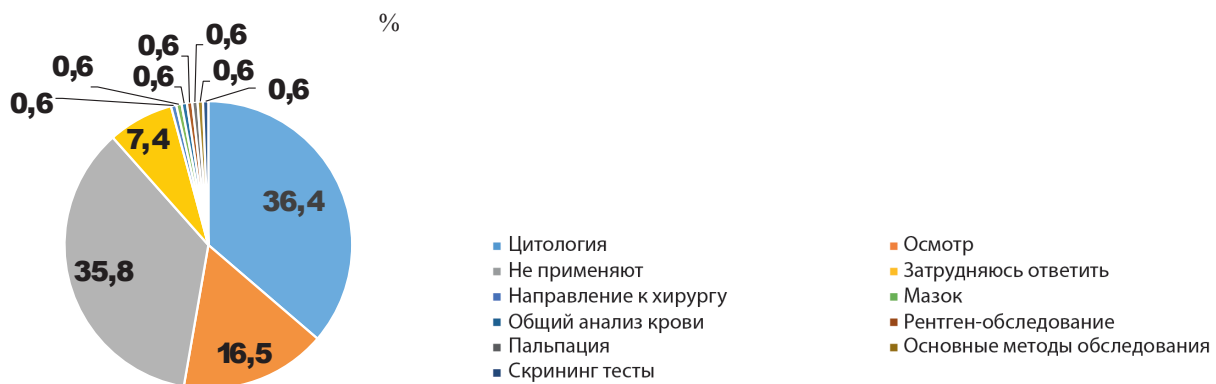 %
0,6
0,6
0,6
0,6
0,6
0,6
0,6
7,4
36,4
35,8
16,5
Цитология
Осмотр
Не применяют
Затрудняюсь ответить
Направление к хирургу
Мазок
Общий анализ крови
Рентген-обследование
Пальпация
Основные методы обследования
Скрининг тесты